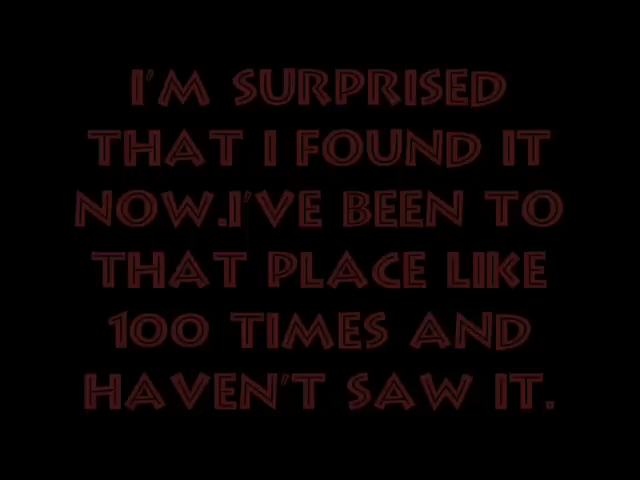 I'M SURPRISED
THAT I FOUND IT
NOW.I'VE BEEN TO
THAT PLACE LIKE
100 TIMES AND
HAVEN'T SAW IT.